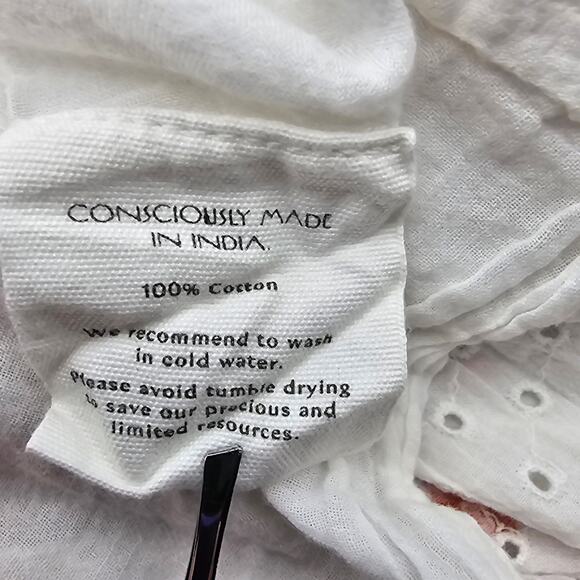 CONSCIOUSLY MADE
IN INDIA.
100% Cotton
We recommend to wash
in cold water.
Please avoid tumble drying
to save our precious and
limited resources.